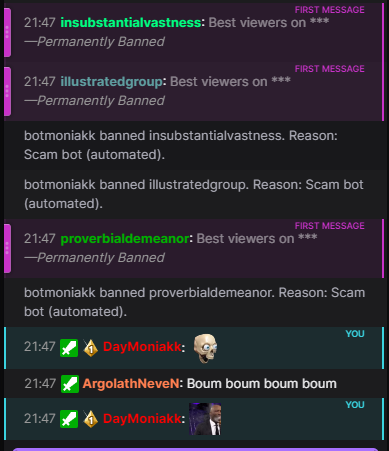 FIRST MESSAGE
21:47 insubstantialvastness: Best viewers on ***
—Permanently Banned
FIRST MESSAGE
21:47 illustratedgroup: Best viewers on ***
—Permanently Banned
botmoniakk banned insubstantialvastness. Reason:
Scam bot (automated).
botmoniakk banned illustratedgroup. Reason: Scam bot
(automated).
FIRST MESSAGE
21:47 proverbialdemeanor: Best viewers on ***
—Permanently Banned
botmoniakk banned proverbialdemeanor. Reason: Scam
bot (automated).
YOU
21:47 1 DayMoniakk:
21:47 ArgolathNeveN: Boum boum boum boum
YOU
21:47 1 DayMoniakk: